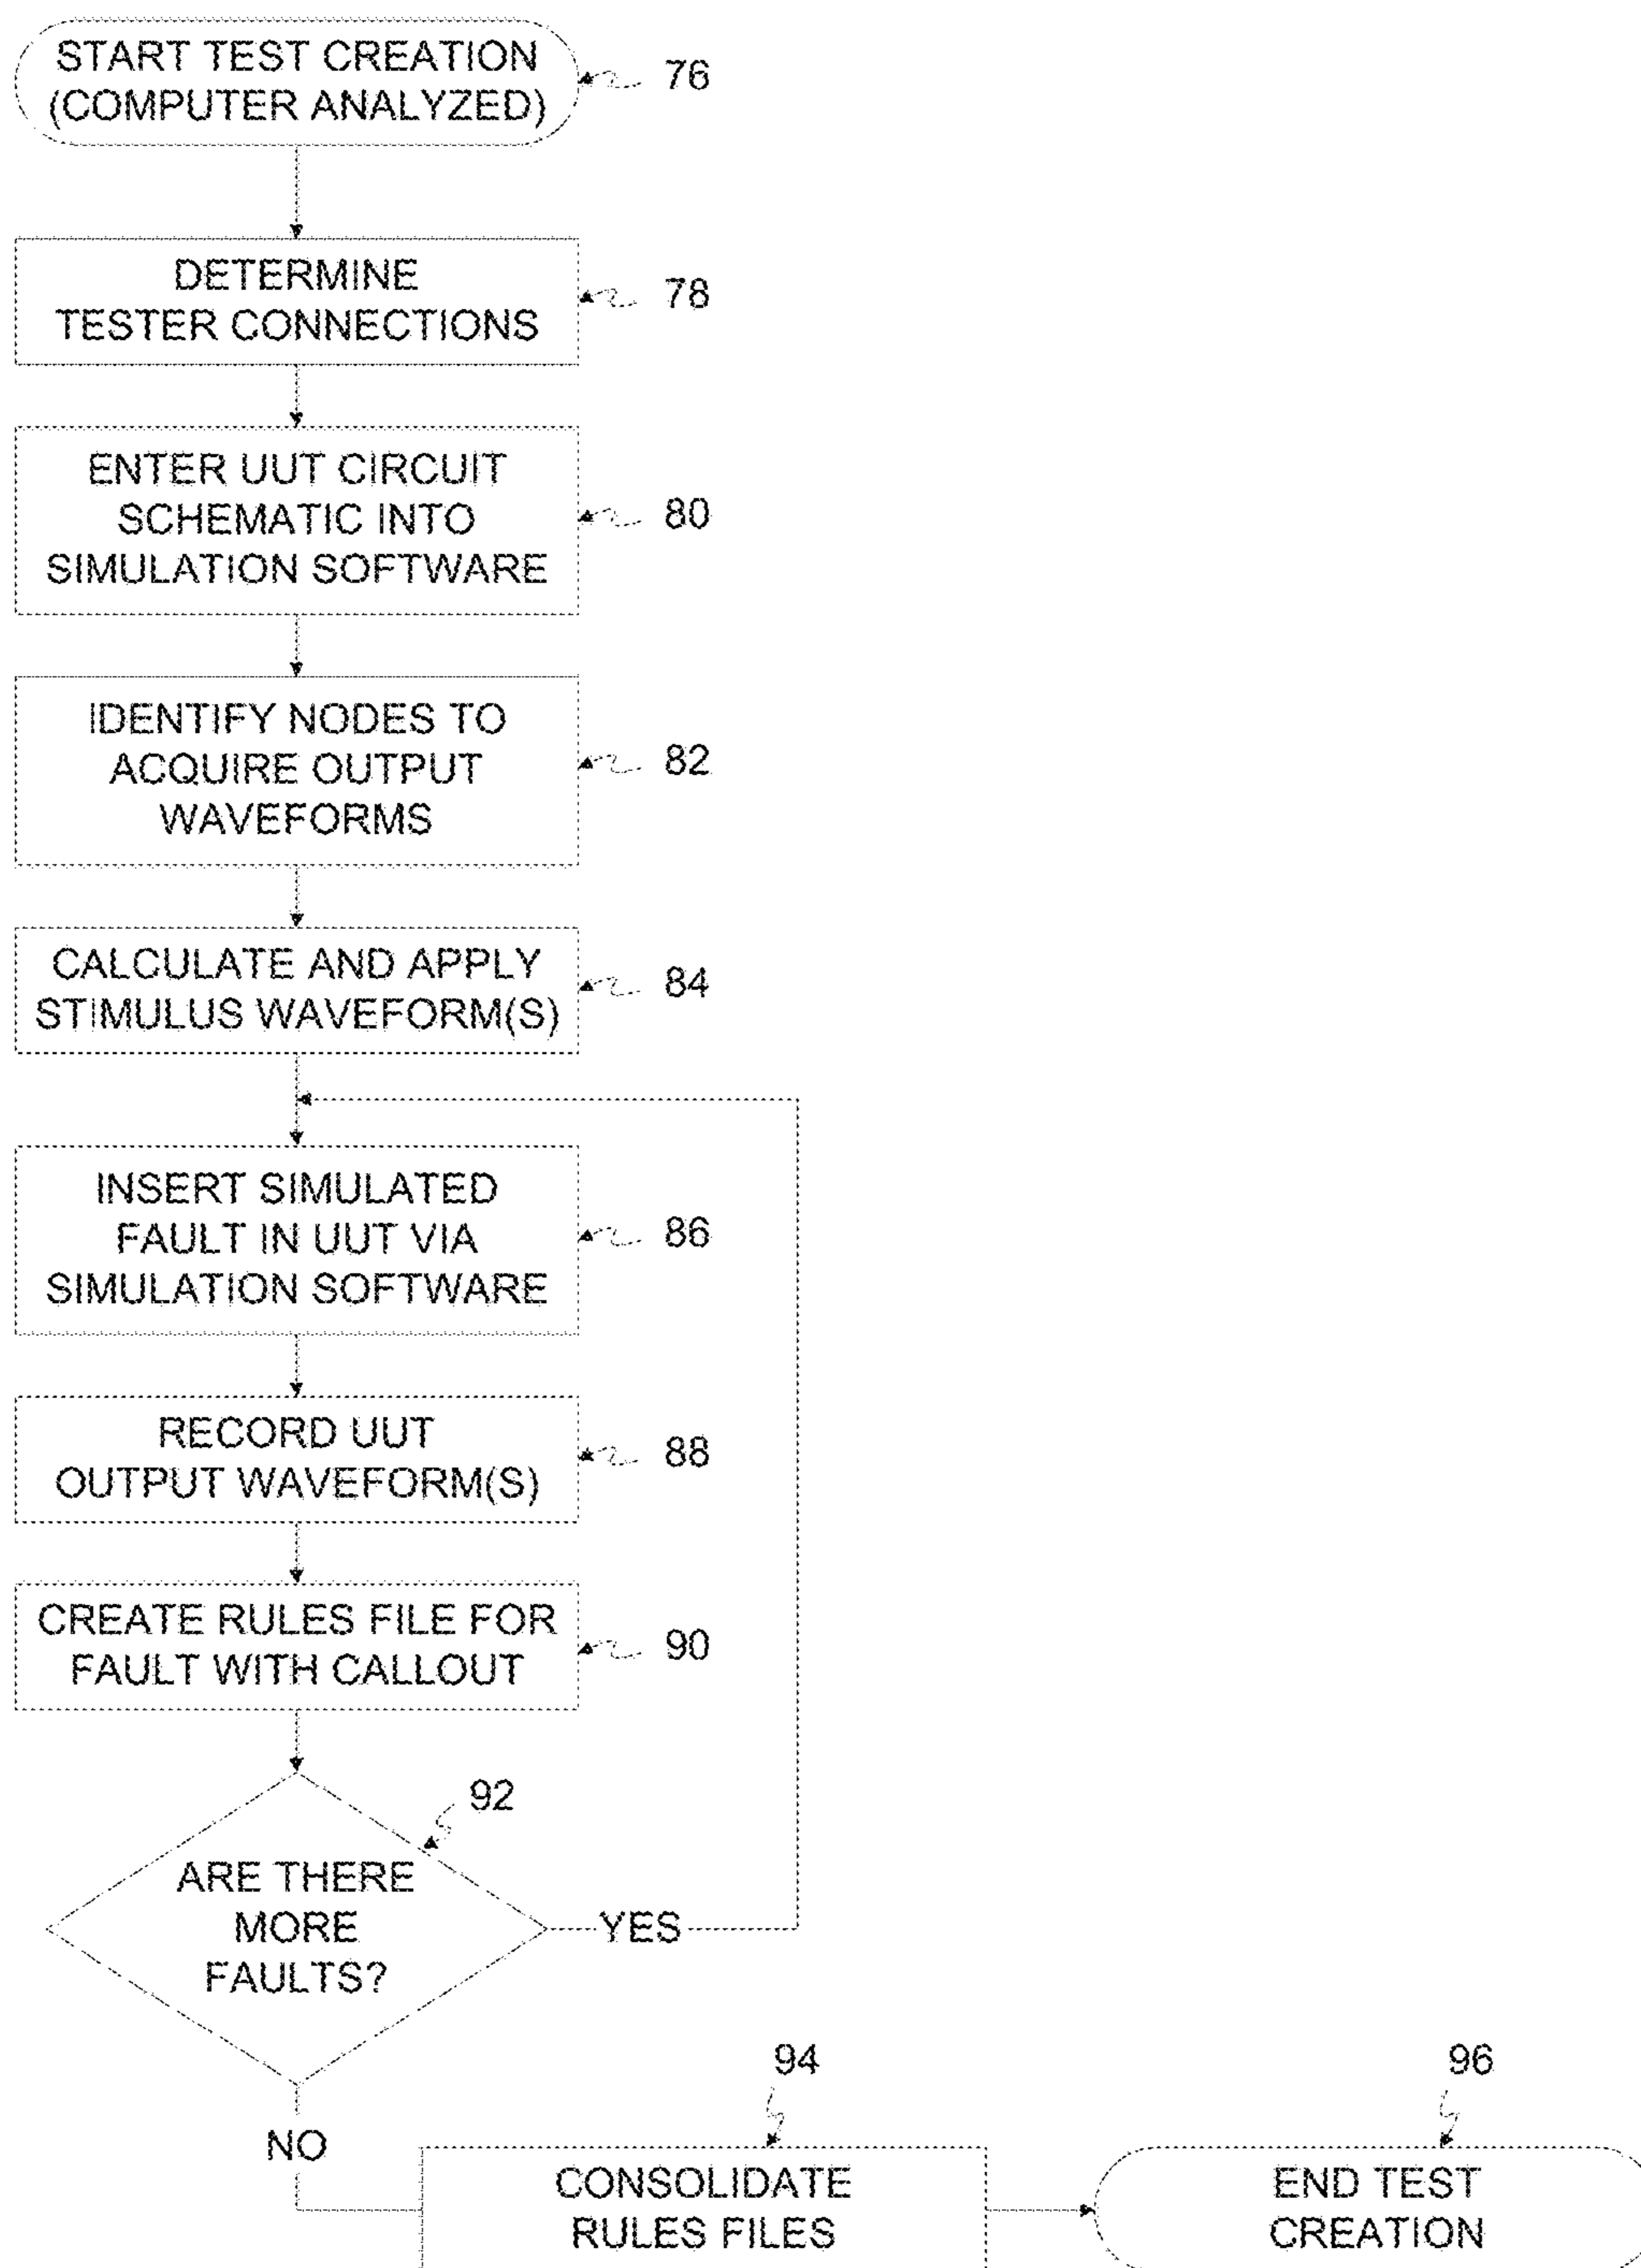 START TEST CREATION
(COMPUTER ANALYZED)
76
DETERMINE
TESTER CONNECTIONS
78
ENTER UUT CIRCUIT
SCHEMATIC INTO
SIMULATION SOFTWARE
80
IDENTIFY NODES TO
ACQUIRE OUTPUT
WAVEFORMS
82
CALCULATE AND APPLY
STIMULUS WAVEFORM(S)
84
INSERT SIMULATED
FAULT IN UUT VIA
SIMULATION SOFTWARE
86
RECORD UUT
OUTPUT WAVEFORM(S)
88
CREATE RULES FILE FOR
FAULT WITH CALLOUT
90
92
ARE THERE
MORE
FAULTS?
YES
NO
94
CONSOLIDATE
RULES FILES
96
END TEST
CREATION